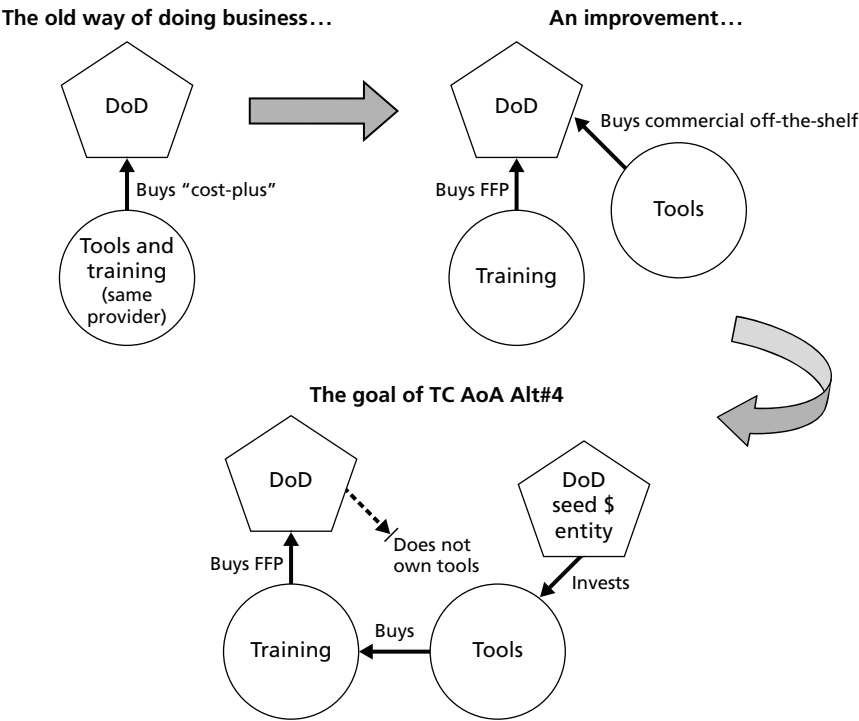 The old way of doing business...
DoD
Buys “cost-plus”
Tools and
training
(same
provider)
An improvement...
DoD
Buys commercial off-the-shelf
Buys FFP
Tools
Training
The goal of TC AoA Alt#4
DoD
DoD
seed $
entity
Does not
own tools
Buys FFP
Invests
Training
Buys
Tools